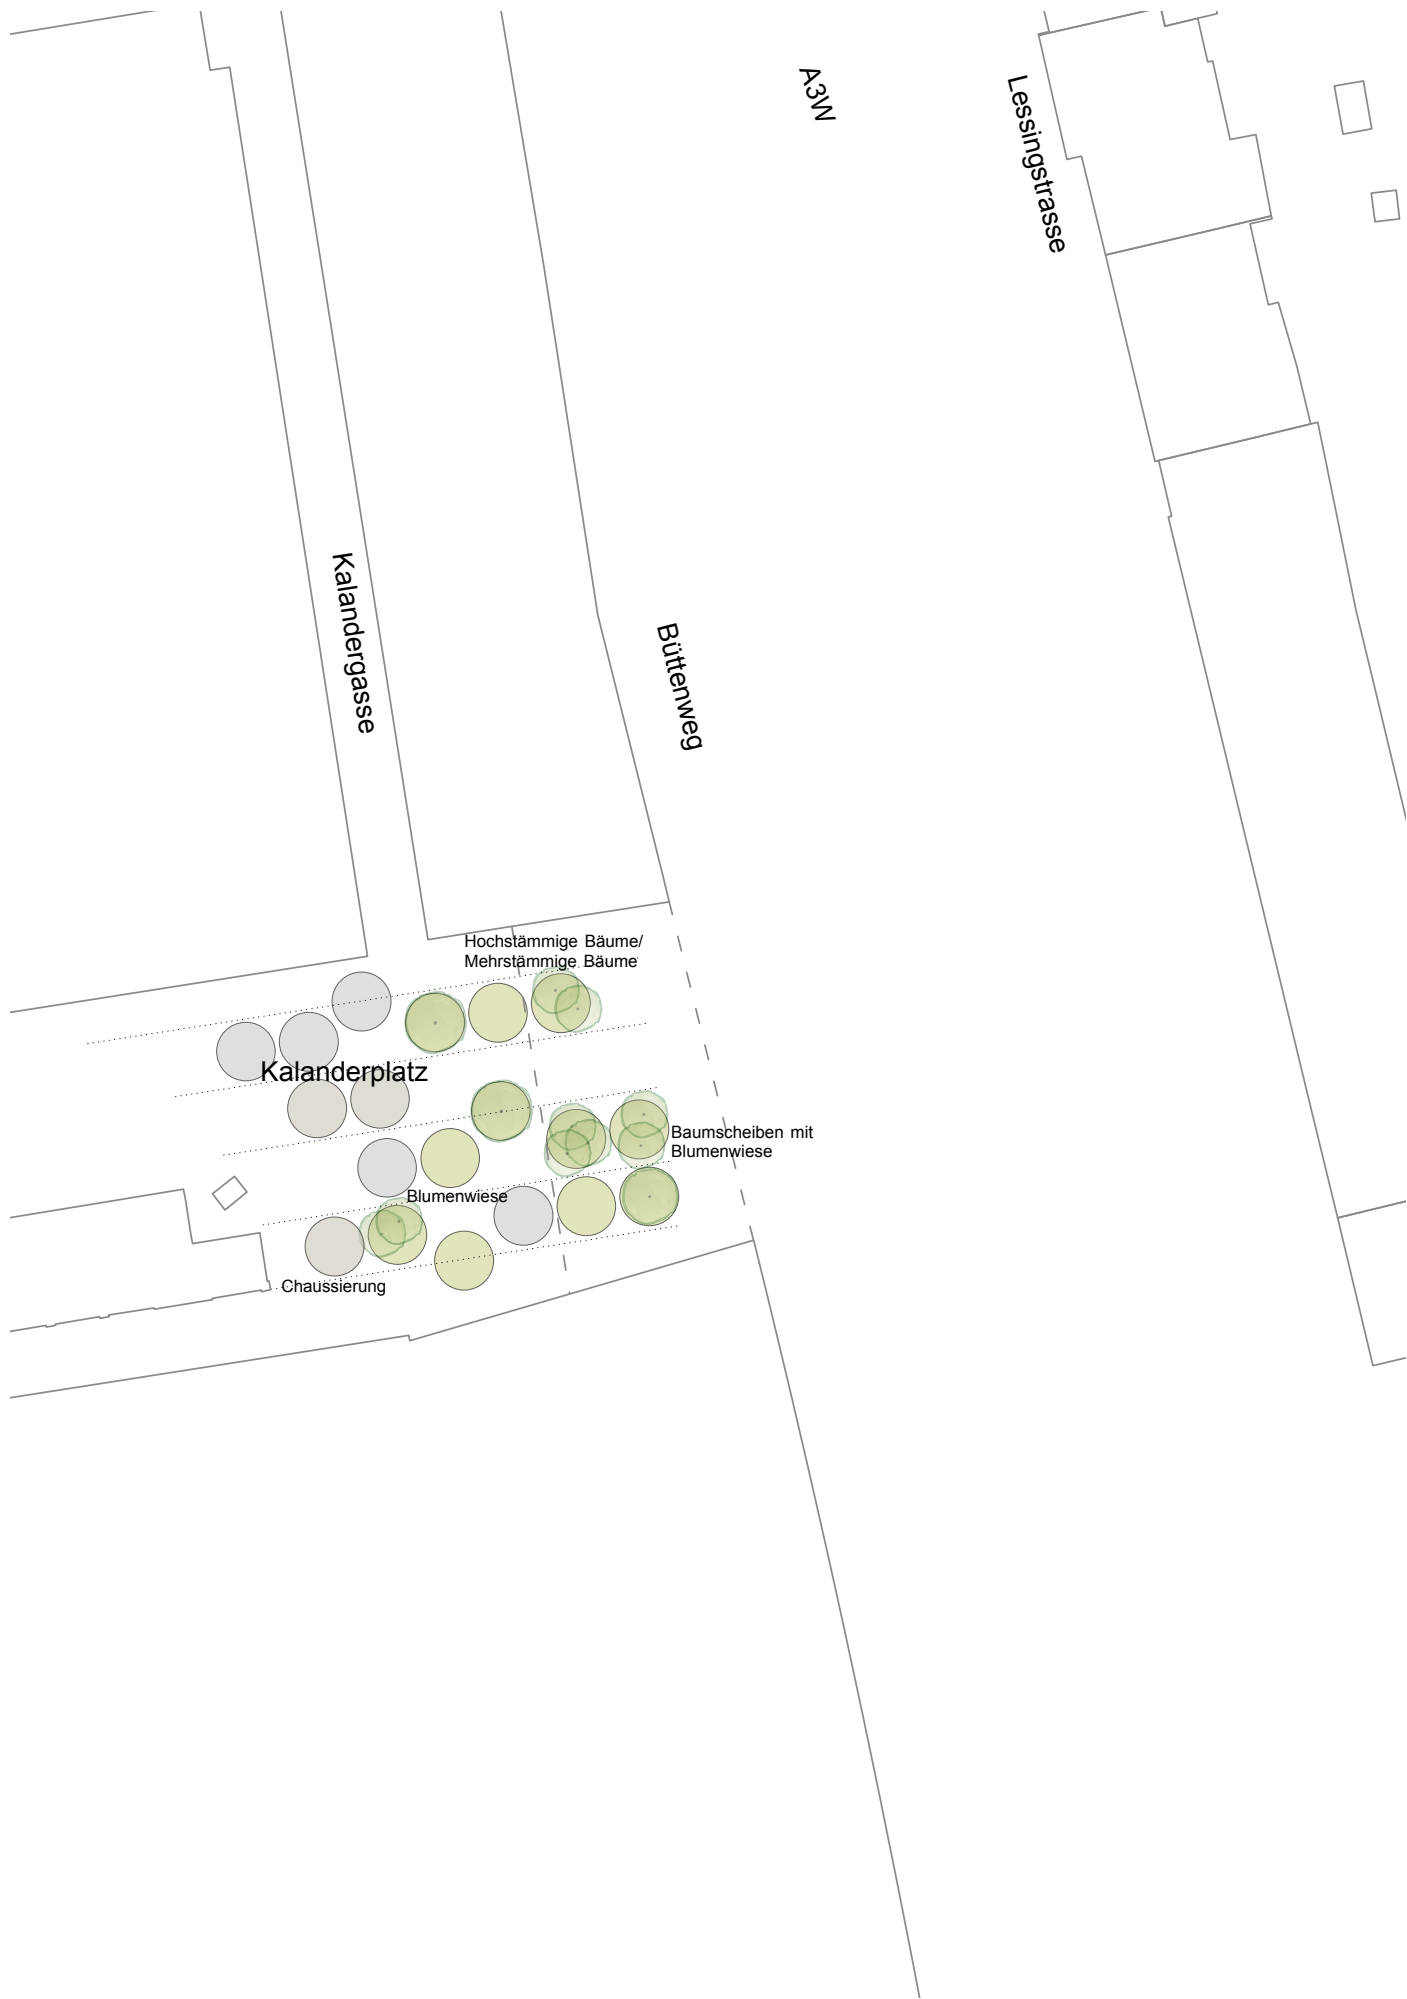 A3W
Lessingstrasse
Kalandergasse
Büttenweg
Hochstämmige Bäume/
Mehrstämmige Bäume
Kalanderplatz
Baumscheiben mit
Blumenwiese
Blumenwiese
Chaussierung